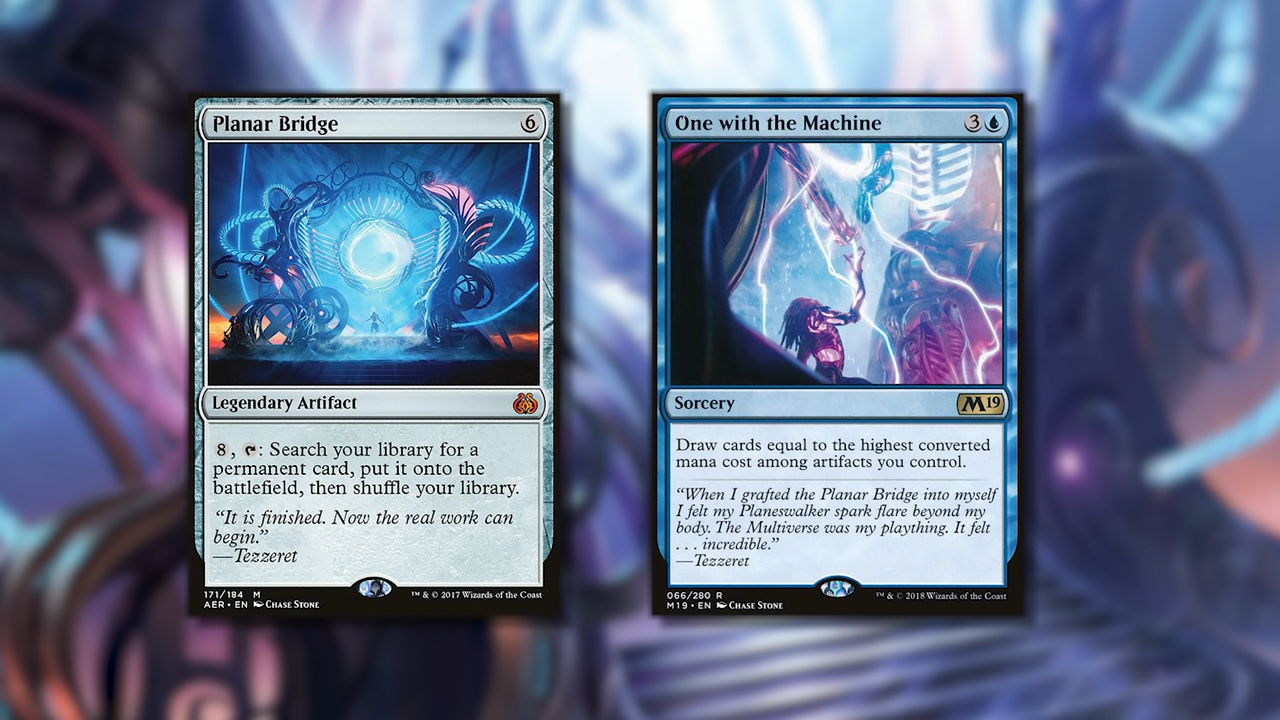 Planar Bridge 6
Legendary Artifact
8, : Search your library for a
permanent card, put it onto the
battlefield, then shuffle your library.
“It is finished. Now the real work can
begin.”
—Tezzeret
171/184 M
AER • EN Chase Stone
™ & © 2017 Wizards of the Coast
One with the Machine 3
Sorcery M19
Draw cards equal to the highest converted
mana cost among artifacts you control.
“When I grafted the Planar Bridge into myself
I felt my Planeswalker spark flare beyond my
body. The Multiverse was my plaything. It felt
. . . incredible.”
—Tezzeret
066/280 R
M19 • EN Chase Stone
™ & © 2018 Wizards of the Coast